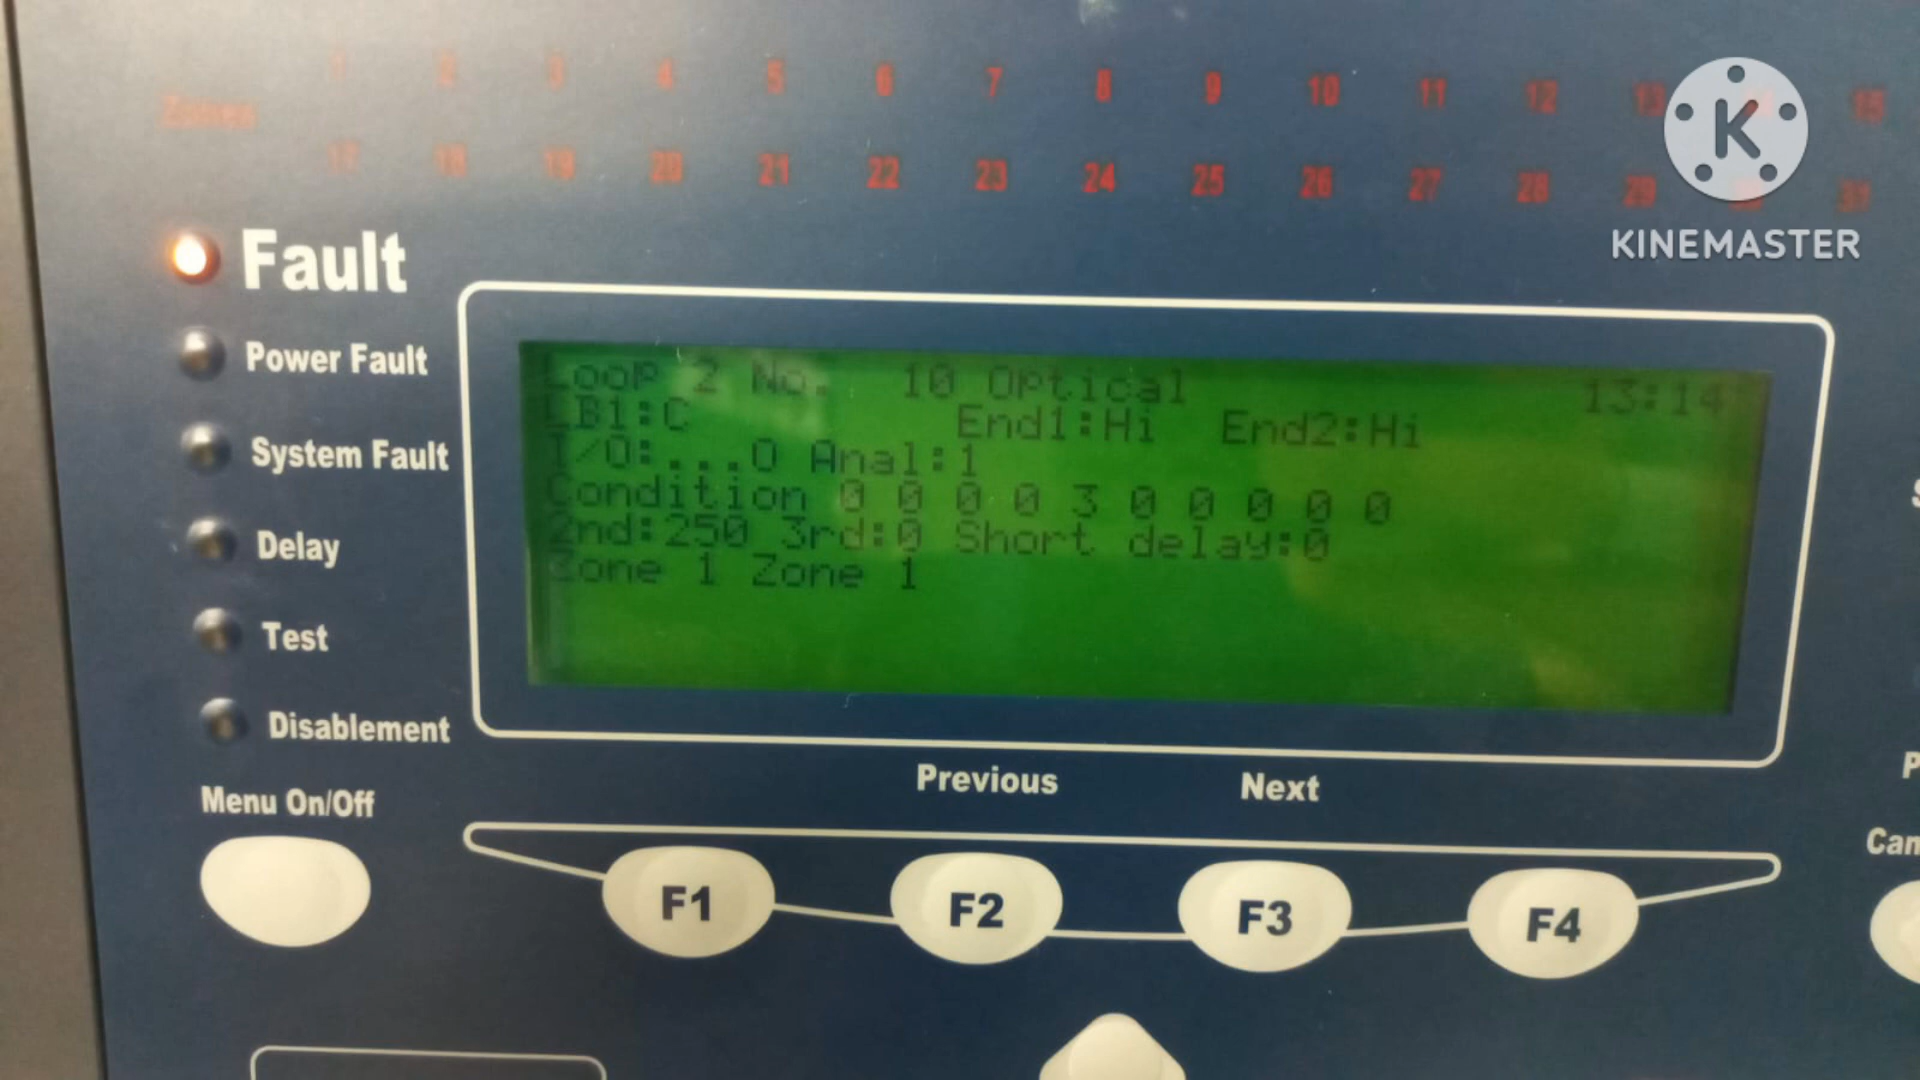 1 2 3 4 5 6 7 8 9 10 11 12 13 15
Zones
17 18 19 20 21 22 23 24 25 26 27 28 29 31
K
KINEMASTER
Fault
Power Fault
System Fault
Delay
Test
Disablement
Loop 2 No. 10 Optical 13:14
LB1:C End1:Hi End2:Hi
I/O:...O Anal:1
Condition 0 0 0 0 3 0 0 0 0 0
2nd:250 3rd:0 Short delay:0
Zone 1 Zone 1
Previous Next
Menu On/Off
F1 F2 F3 F4